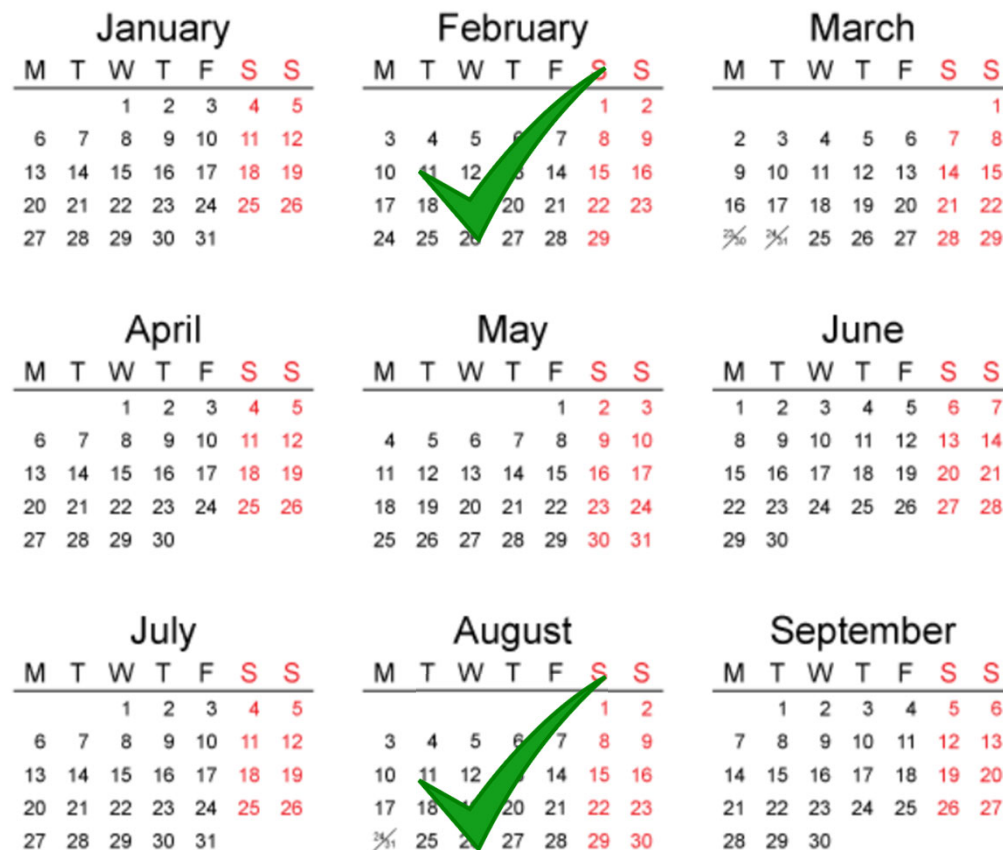 January February March
M T W T F S S M T W T F S S M T W T F S S
1 2 3 4 5 1 2 1
6 7 8 9 10 11 12 3 4 5 7 8 9 2 3 4 5 6 7 8
13 14 15 16 17 18 19 10 11 12 14 15 16 9 10 11 12 13 14 15
20 21 22 23 24 25 26 17 18 20 21 22 23 16 17 18 19 20 21 22
27 28 29 30 31 24 25 26 27 28 29 23/30 24/31 25 26 27 28 29
April May June
M T W T F S S M T W T F S S M T W T F S S
1 2 3 4 5 1 2 3 1 2 3 4 5 6 7
6 7 8 9 10 11 12 4 5 6 7 8 9 10 8 9 10 11 12 13 14
13 14 15 16 17 18 19 11 12 13 14 15 16 17 15 16 17 18 19 20 21
20 21 22 23 24 25 26 18 19 20 21 22 23 24 22 23 24 25 26 27 28
27 28 29 30 25 26 27 28 29 30 31 29 30
July August September
M T W T F S S M T W T F S S M T W T F S S
1 2 3 4 5 1 2 1 2 3 4 5 6
6 7 8 9 10 11 12 3 4 5 6 7 8 9 7 8 9 10 11 12 13
13 14 15 16 17 18 19 10 11 12 14 15 16 14 15 16 17 18 19 20
20 21 22 23 24 25 26 17 18 20 21 22 23 21 22 23 24 25 26 27
27 28 29 30 31 24/31 25 27 28 29 30 28 29 30